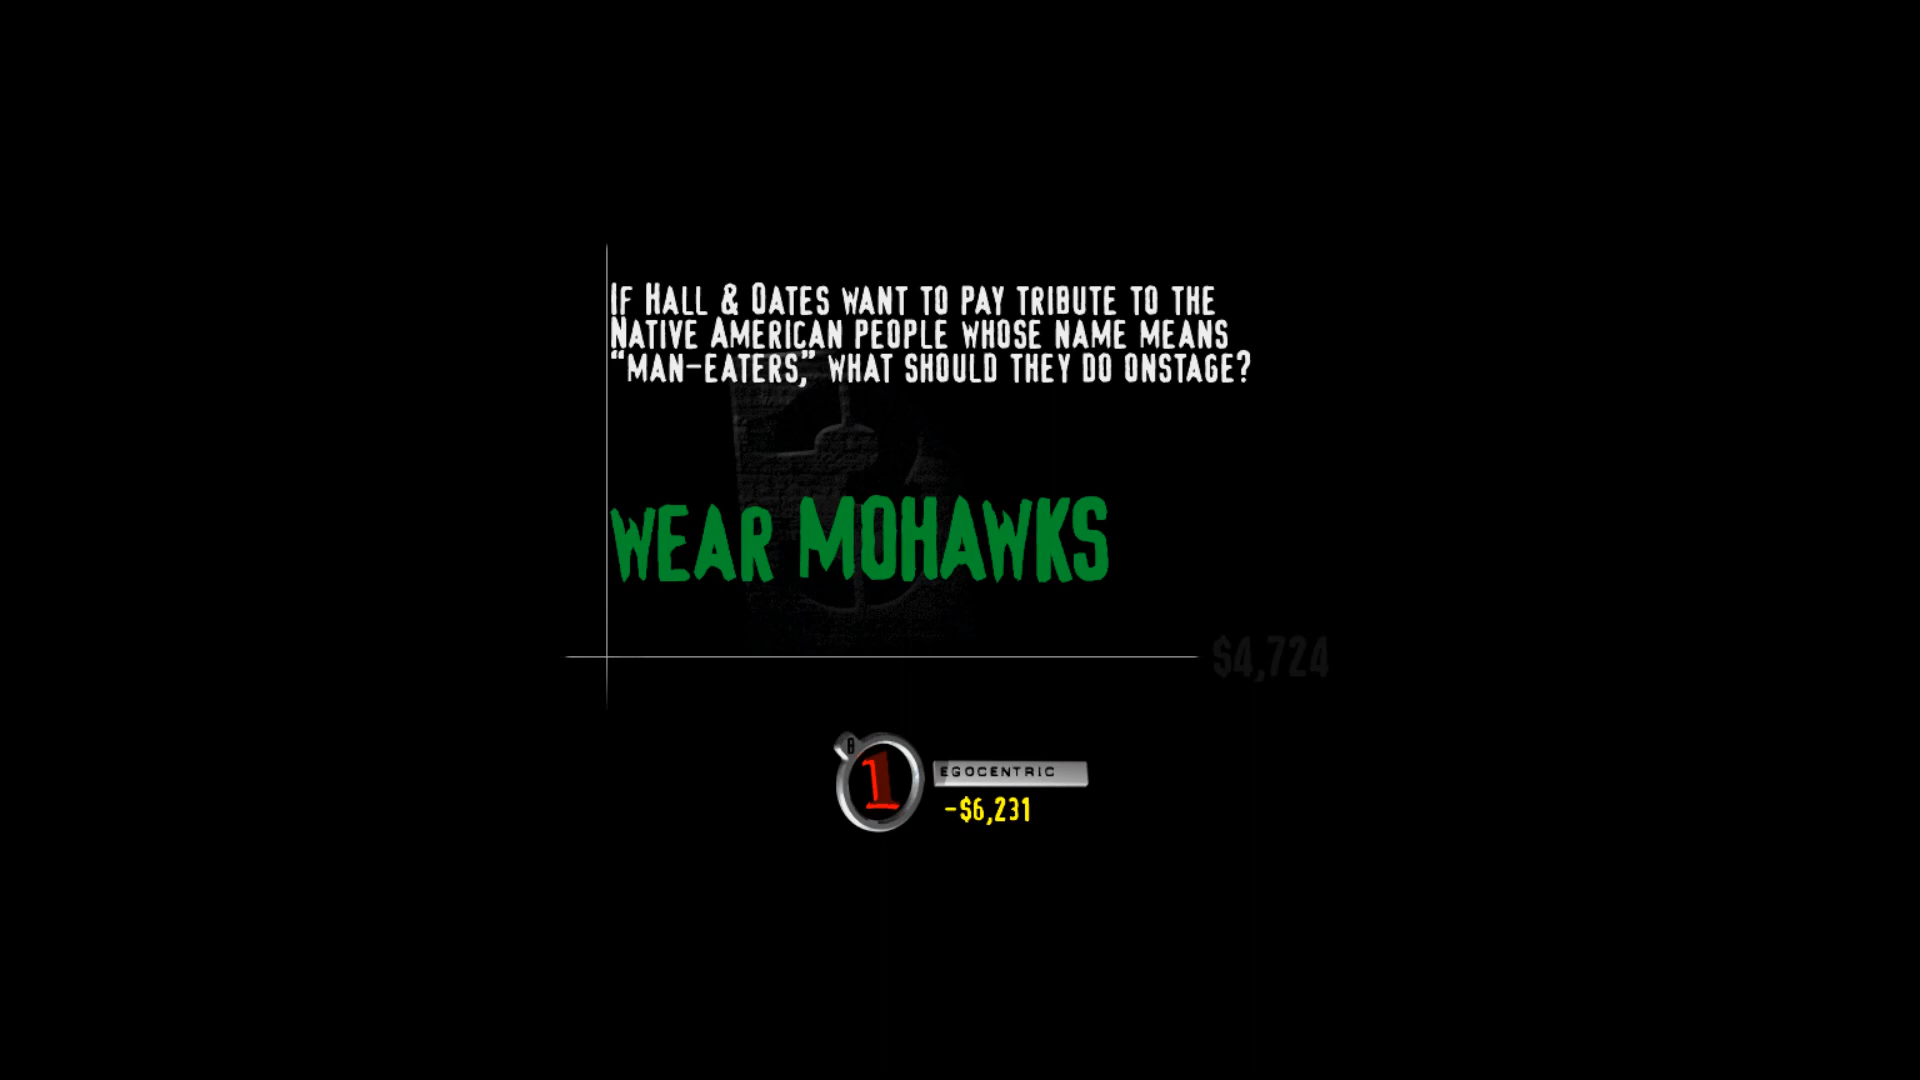 If Hall & Oates want to pay tribute to the
Native American people whose name means
“man-eaters,” what should they do onstage?
wear Mohawks
$4,724
1
EGOCENTRIC
-$6,231